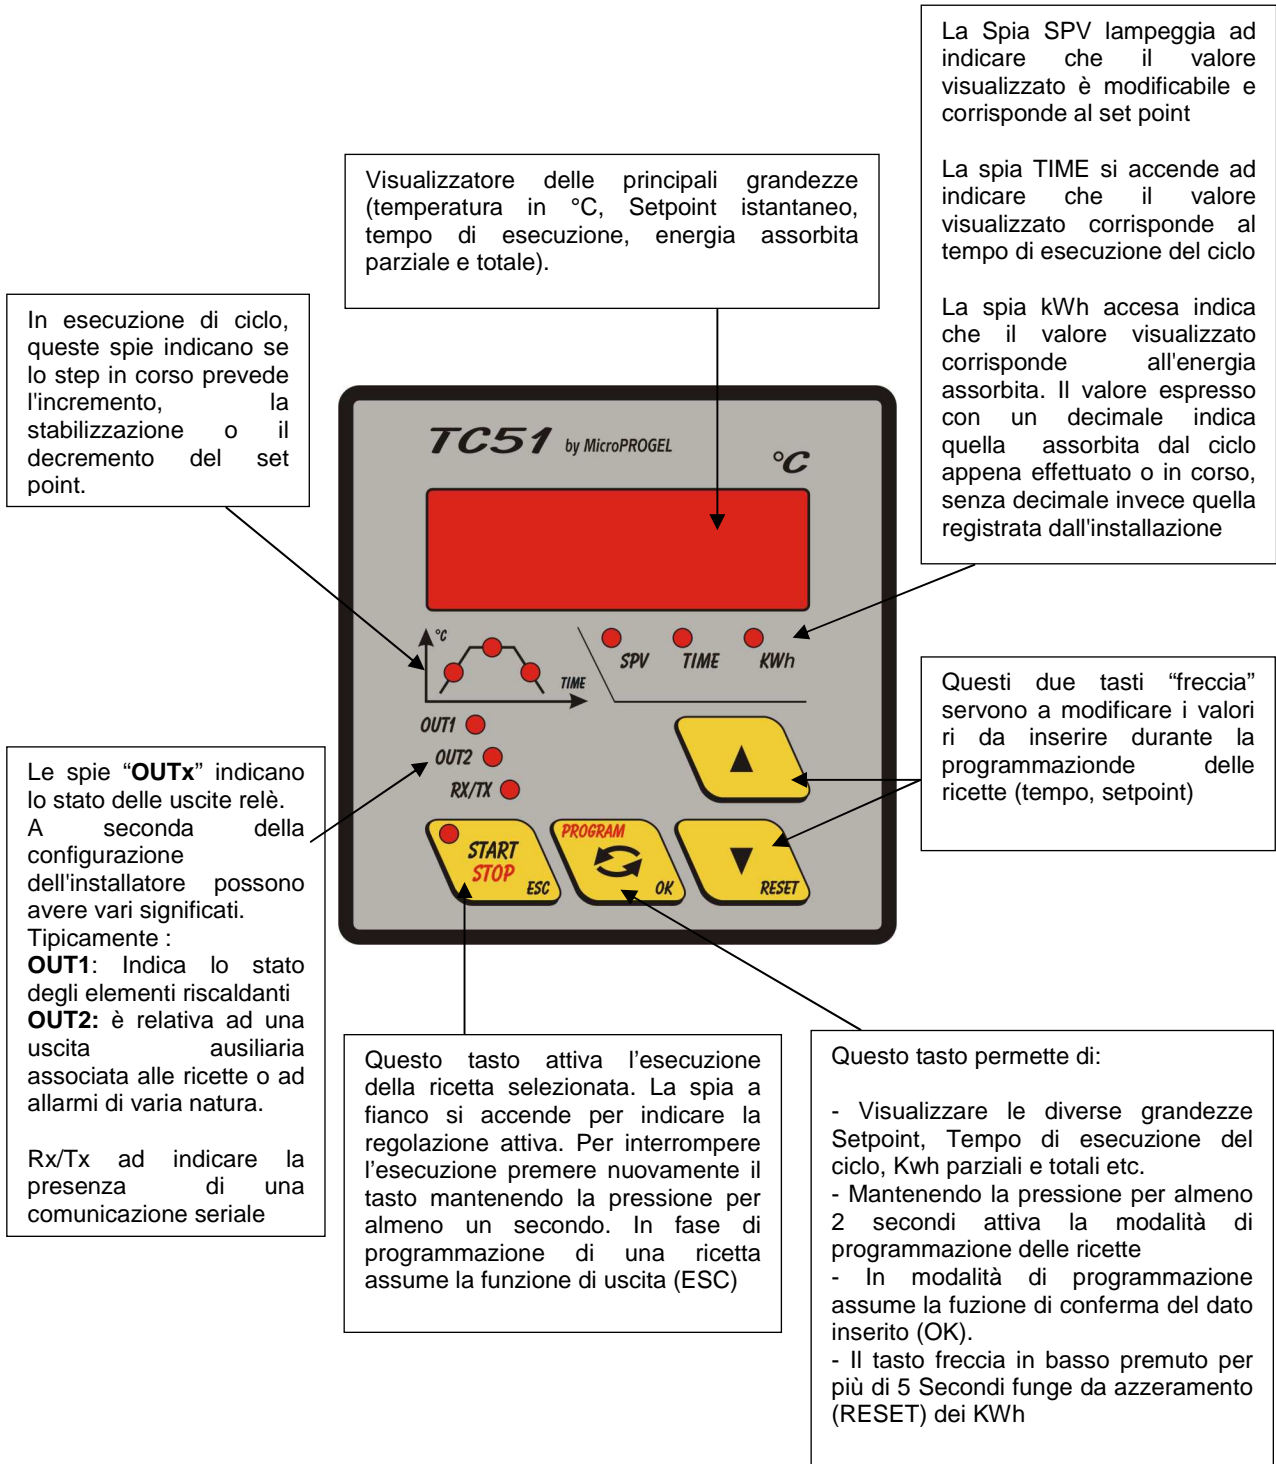 La Spia SPV lampeggia ad
indicare che il valore
visualizzato è modificabile e
corrisponde al set point
La spia TIME si accende ad
indicare che il valore
visualizzato corrisponde al
tempo di esecuzione del ciclo
La spia kWh accesa indica
che il valore visualizzato
corrisponde all'energia
assorbita. Il valore espresso
con un decimale indica
quella assorbita dal ciclo
appena effettuato o in corso,
senza decimale invece quella
registrata dall'installazione
Visualizzatore delle principali grandezze
(temperatura in °C, Setpoint istantaneo,
tempo di esecuzione, energia assorbita
parziale e totale).
In esecuzione di ciclo,
queste spie indicano se
lo step in corso prevede
l'incremento, la
stabilizzazione o il
decremento del set
point.
TC51 by MicroPROGEL
°C
°C
TIME
SPV TIME KWh
OUT1
OUT2
RX/TX
START
STOP
ESC
PROGRAM
OK
RESET
Questi due tasti “freccia”
servono a modificare i valori
ri da inserire durante la
programmazionde delle
ricette (tempo, setpoint)
Le spie “OUTx” indicano
lo stato delle uscite relè.
A seconda della
configurazione
dell'installatore possono
avere vari significati.
Tipicamente :
OUT1: Indica lo stato
degli elementi riscaldanti
OUT2: è relativa ad una
uscita ausiliaria
associata alle ricette o ad
allarmi di varia natura.
Rx/Tx ad indicare la
presenza di una
comunicazione seriale
Questo tasto attiva l’esecuzione
della ricetta selezionata. La spia a
fianco si accende per indicare la
regolazione attiva. Per interrompere
l’esecuzione premere nuovamente il
tasto mantenendo la pressione per
almeno un secondo. In fase di
programmazione di una ricetta
assume la funzione di uscita (ESC)
Questo tasto permette di:
- Visualizzare le diverse grandezze
Setpoint, Tempo di esecuzione del
ciclo, Kwh parziali e totali etc.
- Mantenendo la pressione per almeno
2 secondi attiva la modalità di
programmazione delle ricette
- In modalità di programmazione
assume la fuzione di conferma del dato
inserito (OK).
- Il tasto freccia in basso premuto per
più di 5 Secondi funge da azzeramento
(RESET) dei KWh